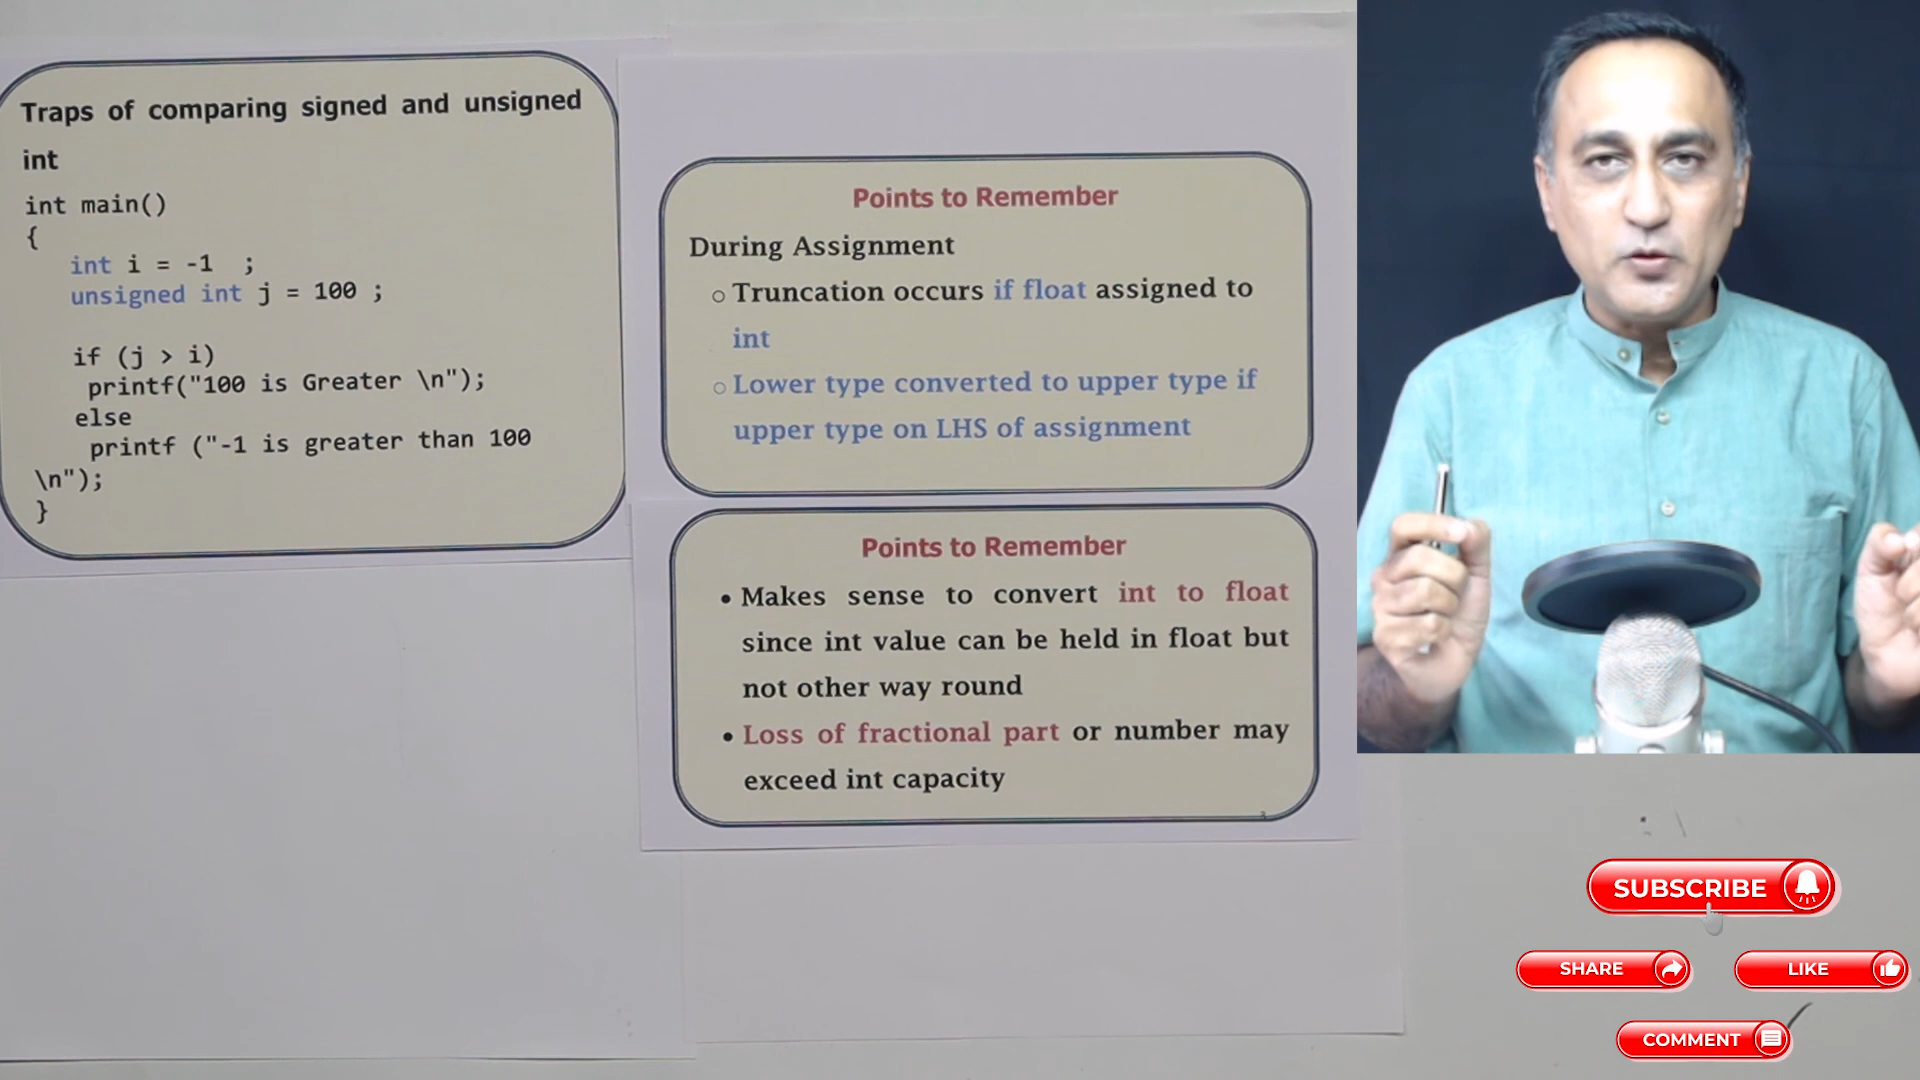 Traps of comparing signed and unsigned
int
int main()
{
int i = -1 ;
unsigned int j = 100 ;
if (j > i)
printf("100 is Greater \n");
else
printf ("-1 is greater than 100
\n");
}
Points to Remember
During Assignment
Truncation occurs if float assigned to
int
Lower type converted to upper type if
upper type on LHS of assignment
Points to Remember
• Makes sense to convert int to float
since int value can be held in float but
not other way round
• Loss of fractional part or number may
exceed int capacity
SUBSCRIBE
SHARE
LIKE
COMMENT